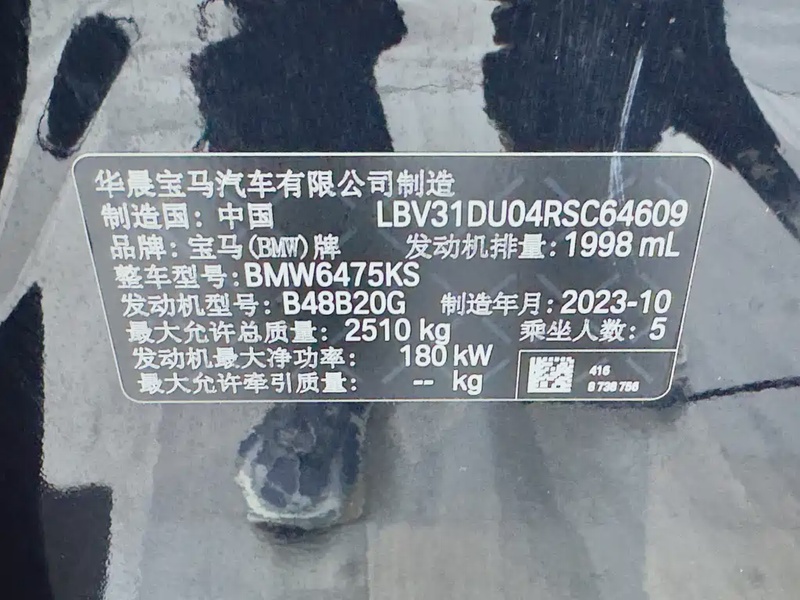 华晨宝马汽车有限公司制造
制造国：中国 LBV31DU04RSC64609
品牌：宝马(BMW)牌 发动机排量：1998 mL
整车型号：BMW6475KS
发动机型号：B48B20G 制造年月：2023-10
最大允许总质量：2510 kg 乘坐人数：5
发动机最大净功率： 180 kW
最大允许牵引质量： -- kg
416
8 738 756